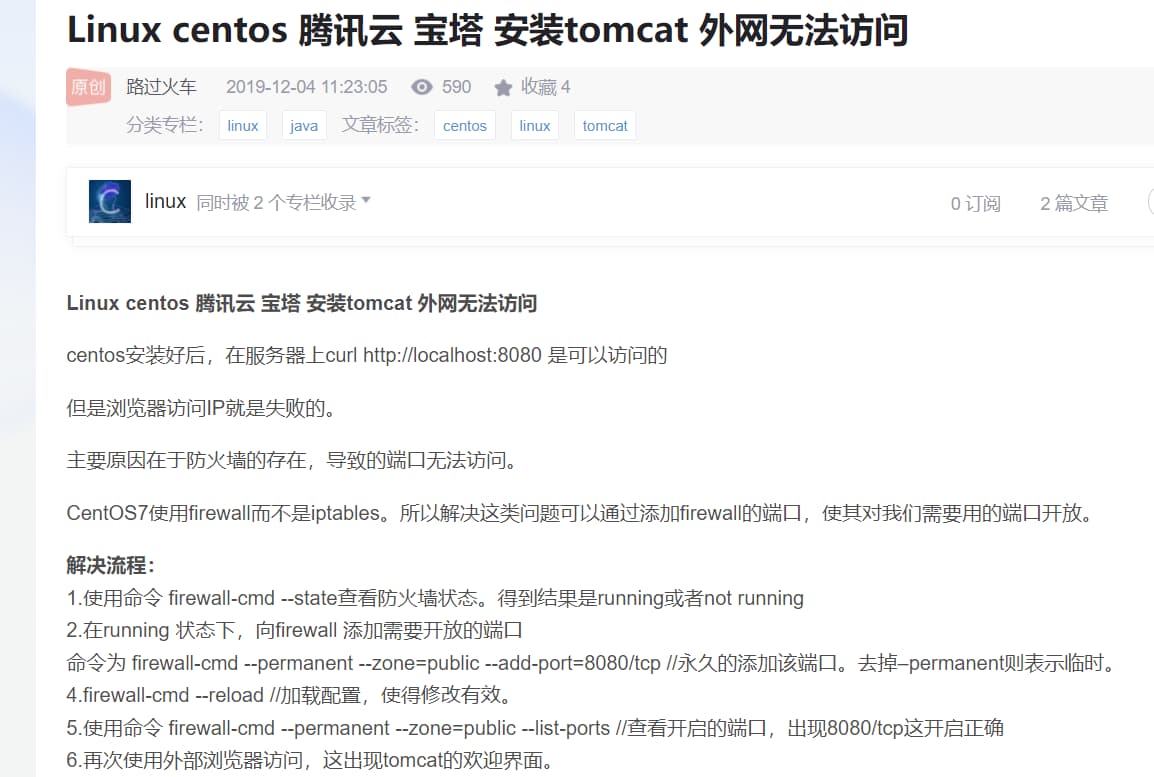 Linux centos 腾讯云 宝塔 安装tomcat 外网无法访问
原创 路过火车 2019-12-04 11:23:05 590 收藏 4
分类专栏： linux java 文章标签： centos linux tomcat
linux 同时被 2 个专栏收录 0 订阅 2 篇文章
Linux centos 腾讯云 宝塔 安装tomcat 外网无法访问
centos安装好后，在服务器上curl http://localhost:8080 是可以访问的
但是浏览器访问IP就是失败的。
主要原因在于防火墙的存在，导致的端口无法访问。
CentOS7使用firewall而不是iptables。所以解决这类问题可以通过添加firewall的端口，使其对我们需要用的端口开放。
解决流程：
1.使用命令 firewall-cmd --state查看防火墙状态。得到结果是running或者not running
2.在running 状态下，向firewall 添加需要开放的端口
命令为 firewall-cmd --permanent --zone=public --add-port=8080/tcp //永久的添加该端口。去掉–permanent则表示临时。
4.firewall-cmd --reload //加载配置，使得修改有效。
5.使用命令 firewall-cmd --permanent --zone=public --list-ports //查看开启的端口，出现8080/tcp这开启正确
6.再次使用外部浏览器访问，这出现tomcat的欢迎界面。